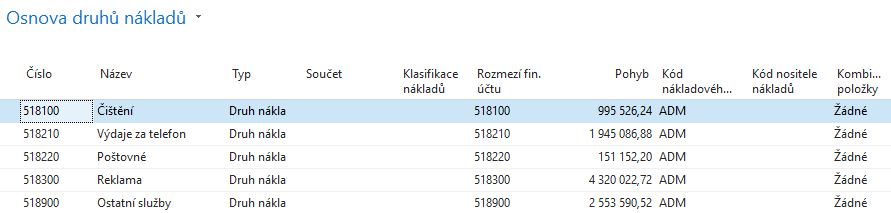 Osnova druhů nákladů
Číslo Název Typ Součet Klasifikace nákladů Rozmezí fin. účtu Pohyb Kód nákladovéh... Kód nositele nákladů Kombi... položky
518100 Čištění Druh nákla 518100 995 526,24 ADM Žádné
518210 Výdaje za telefon Druh nákla 518210 1 945 086,88 ADM Žádné
518220 Poštovné Druh nákla 518220 151 152,20 ADM Žádné
518300 Reklama Druh nákla 518300 4 320 022,72 ADM Žádné
518900 Ostatní služby Druh nákla 518900 2 553 590,52 ADM Žádné